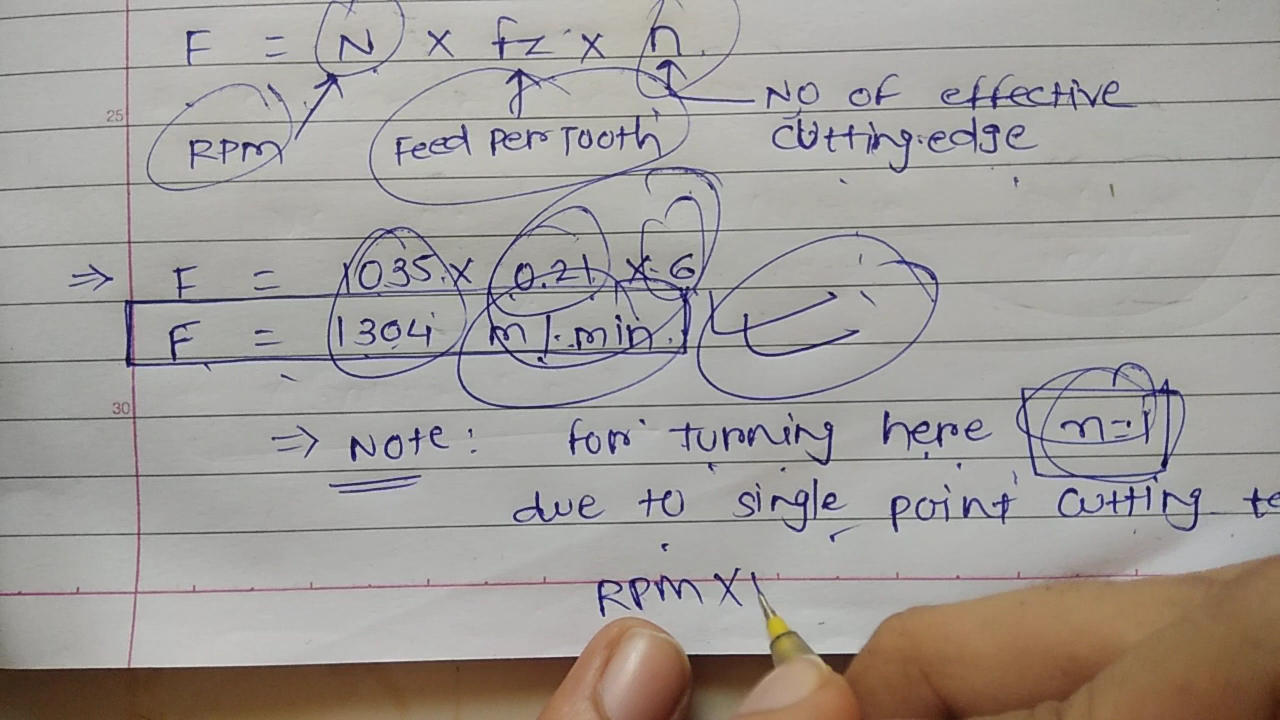 F = N × fz × n
25
NO OF effective
RPM Feed Per Tooth cutting edge
⇒ F = 1035 × 0.21 × 6
F = 1304 m/min.
30
⇒ NOTE: for turning here n=1
due to single point cutting
RPM ×